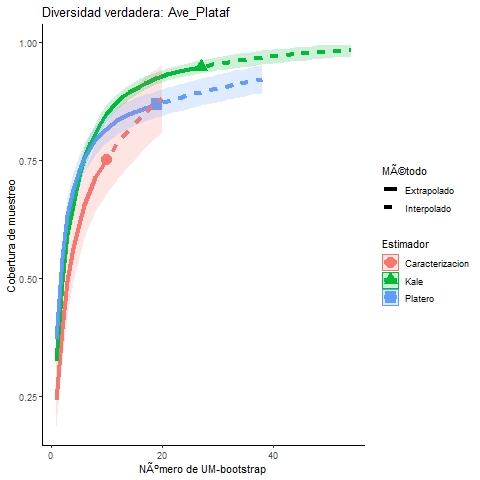 Diversidad verdadera: Ave_Plataf
1.00
0.75
0.50
0.25
Cobertura de muestreo
0
20
40
NÃºmero de UM-bootstrap
MÃ©todo
Extrapolado
Interpolado
Estimador
Caracterizacion
Kale
Platero